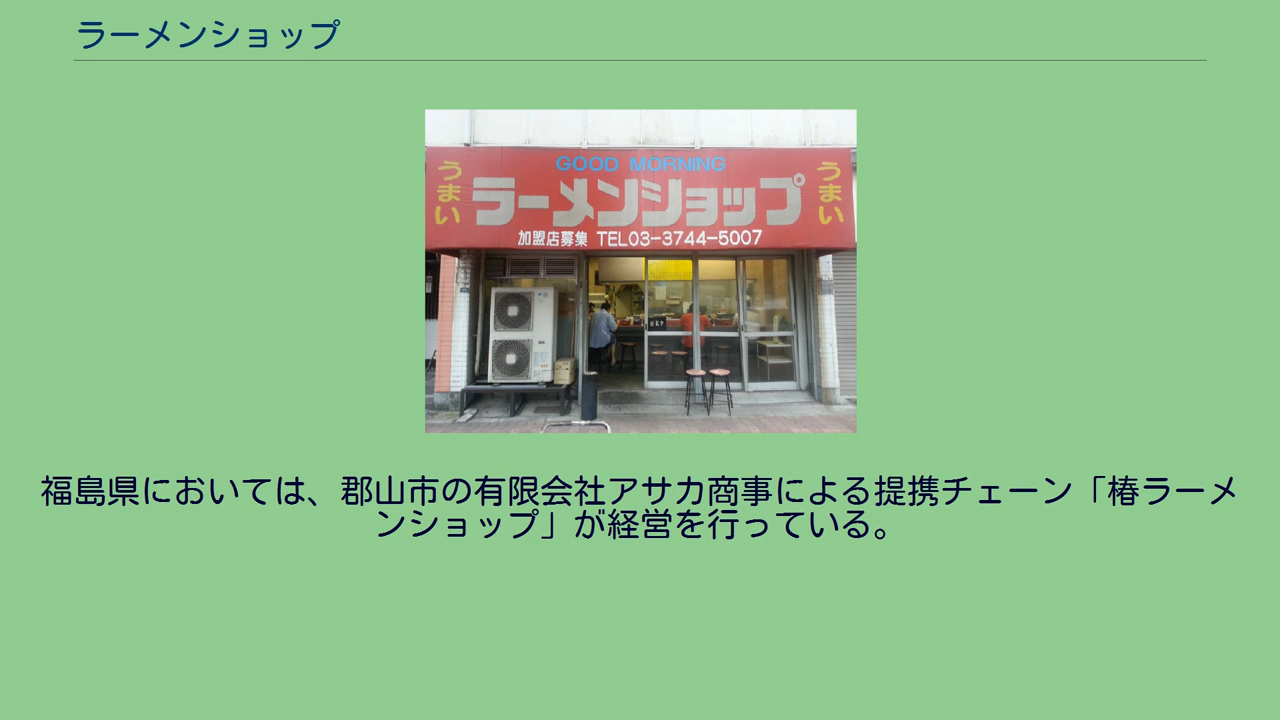 ラーメンショップ
GOOD MORNING
うまい
ラーメンショップ
うまい
加盟店募集 TEL03-3744-5007
福島県においては、郡山市の有限会社アサカ商事による提携チェーン「椿ラーメ
ンショップ」が経営を行っている。